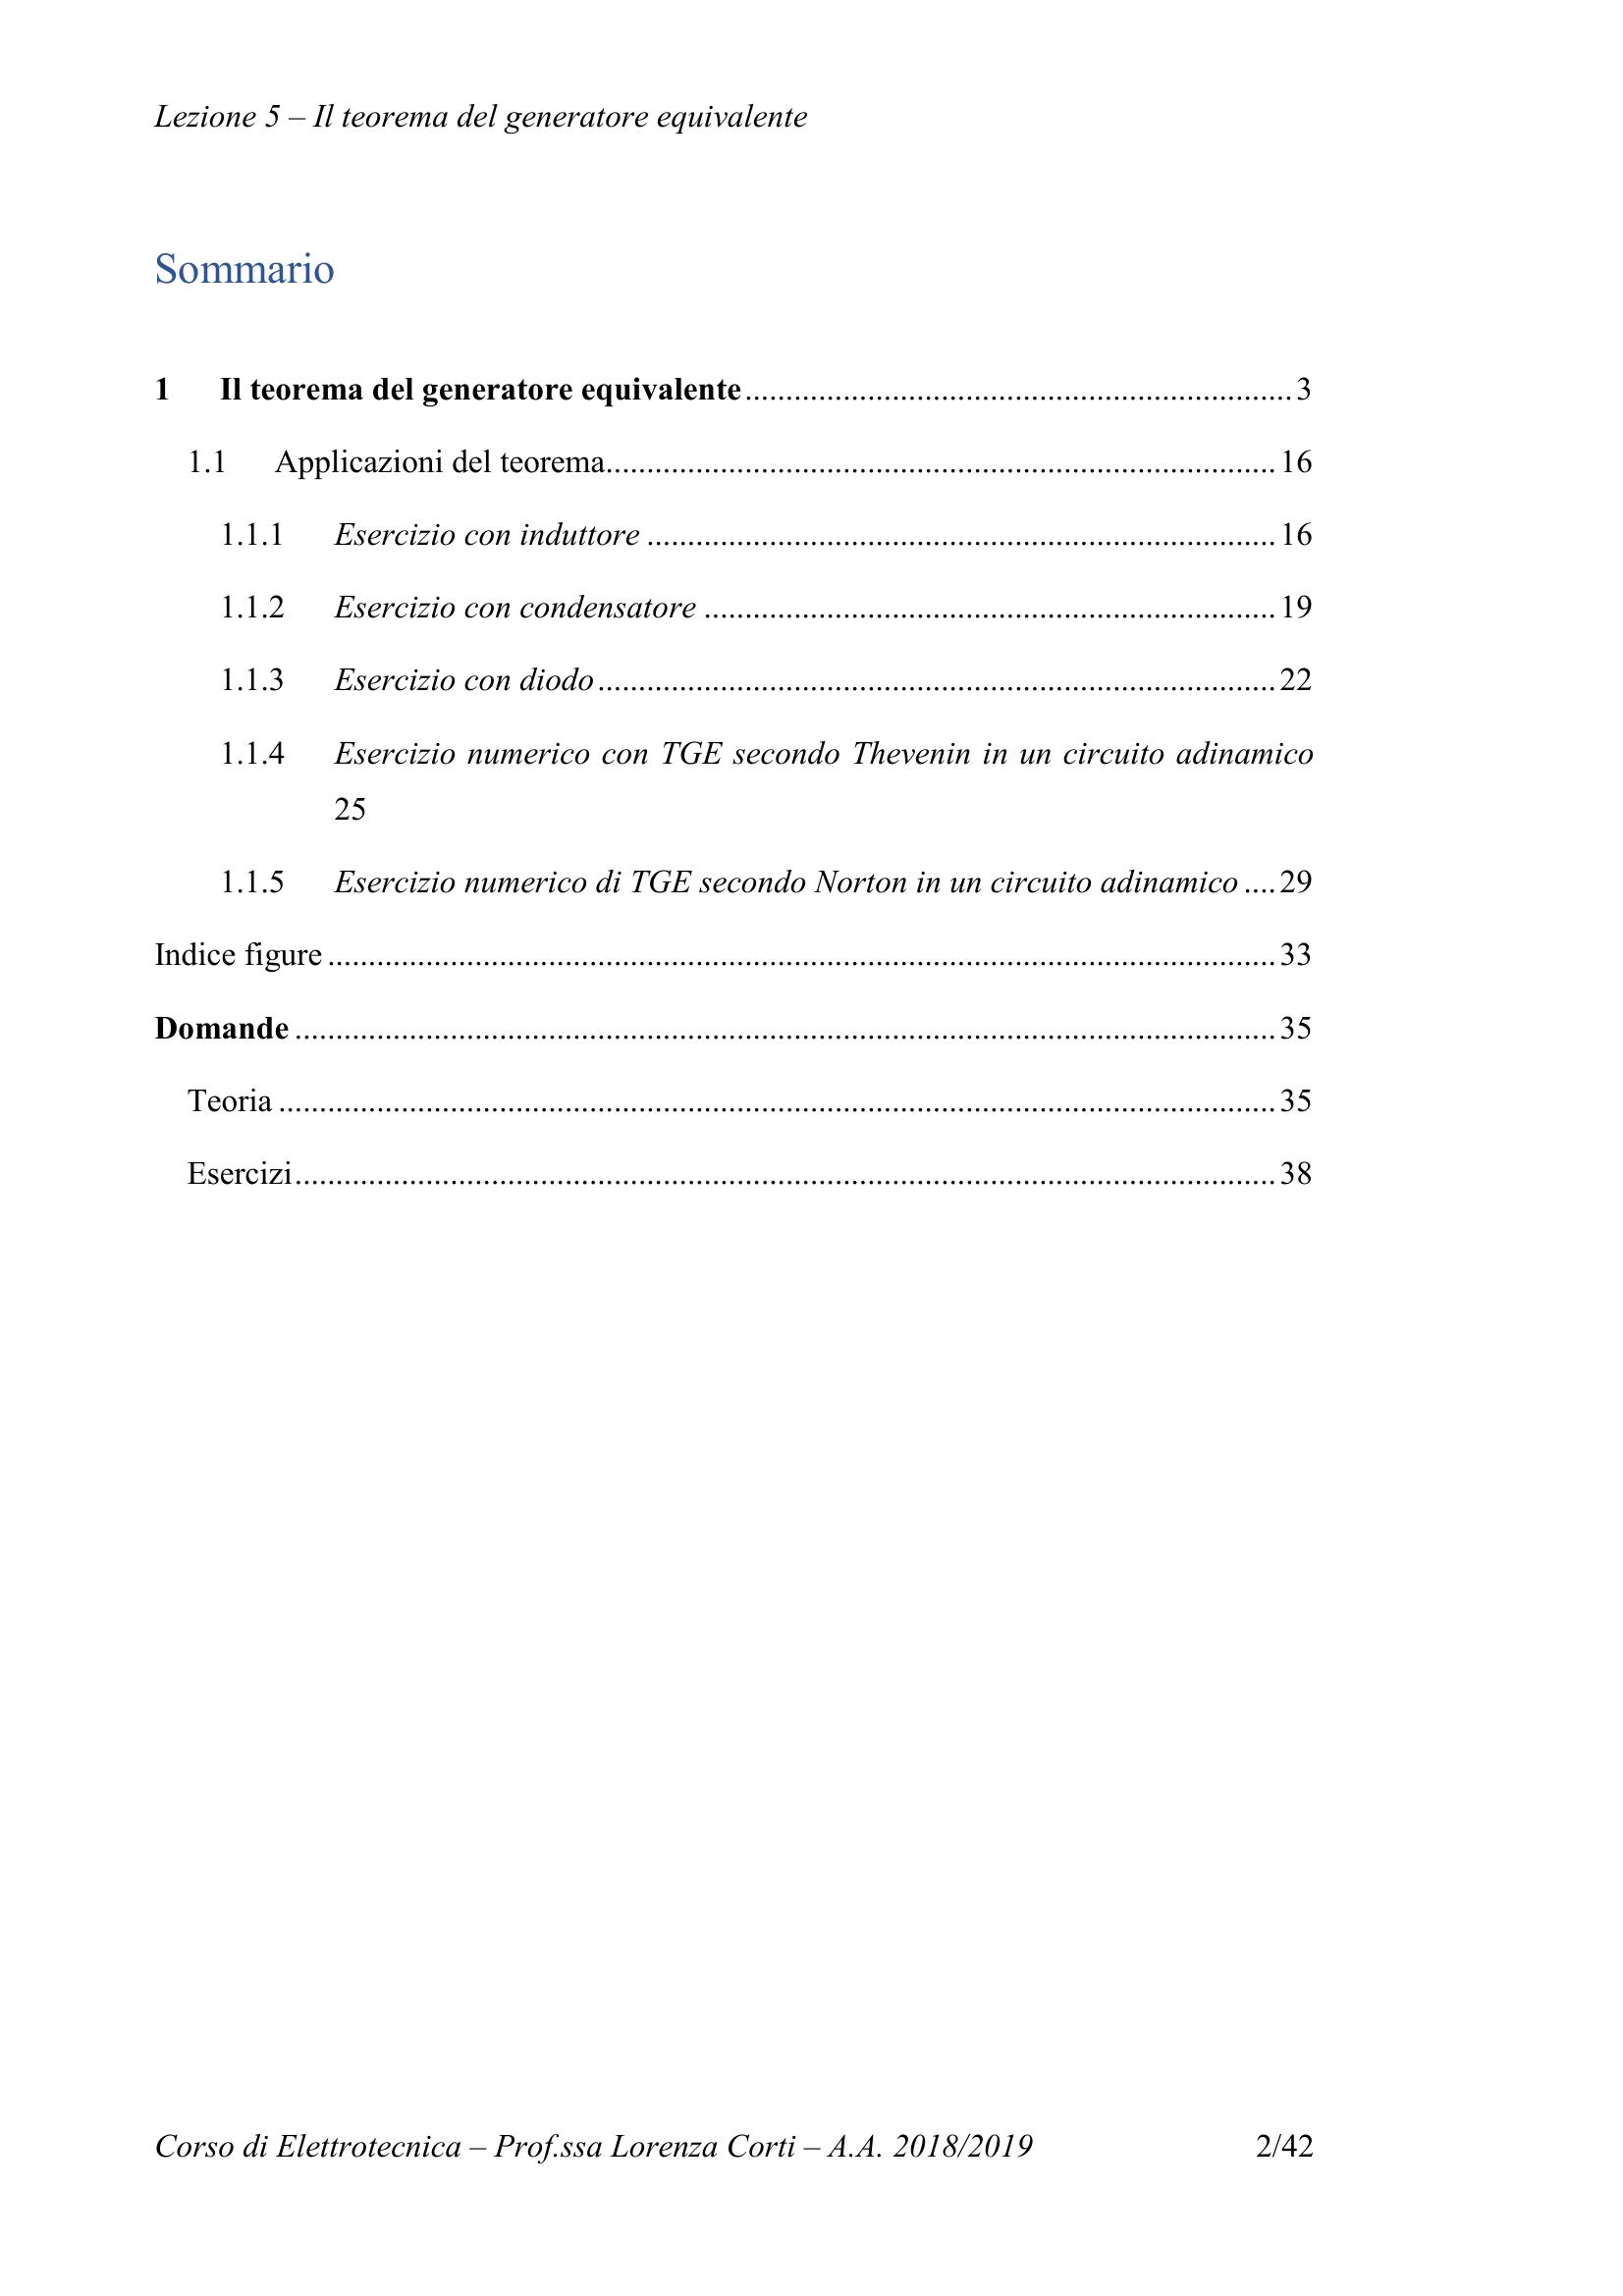 Lezione 5 – Il teorema del generatore equivalente
Sommario
1 Il teorema del generatore equivalente.................................................................. 3
1.1 Applicazioni del teorema................................................................................. 16
1.1.1 Esercizio con induttore ............................................................................ 16
1.1.2 Esercizio con condensatore ..................................................................... 19
1.1.3 Esercizio con diodo.................................................................................. 22
1.1.4 Esercizio numerico con TGE secondo Thevenin in un circuito adinamico
25
1.1.5 Esercizio numerico di TGE secondo Norton in un circuito adinamico .... 29
Indice figure................................................................................................................... 33
Domande ....................................................................................................................... 35
Teoria ......................................................................................................................... 35
Esercizi....................................................................................................................... 38
Corso di Elettrotecnica – Prof.ssa Lorenza Corti – A.A. 2018/2019 2/42